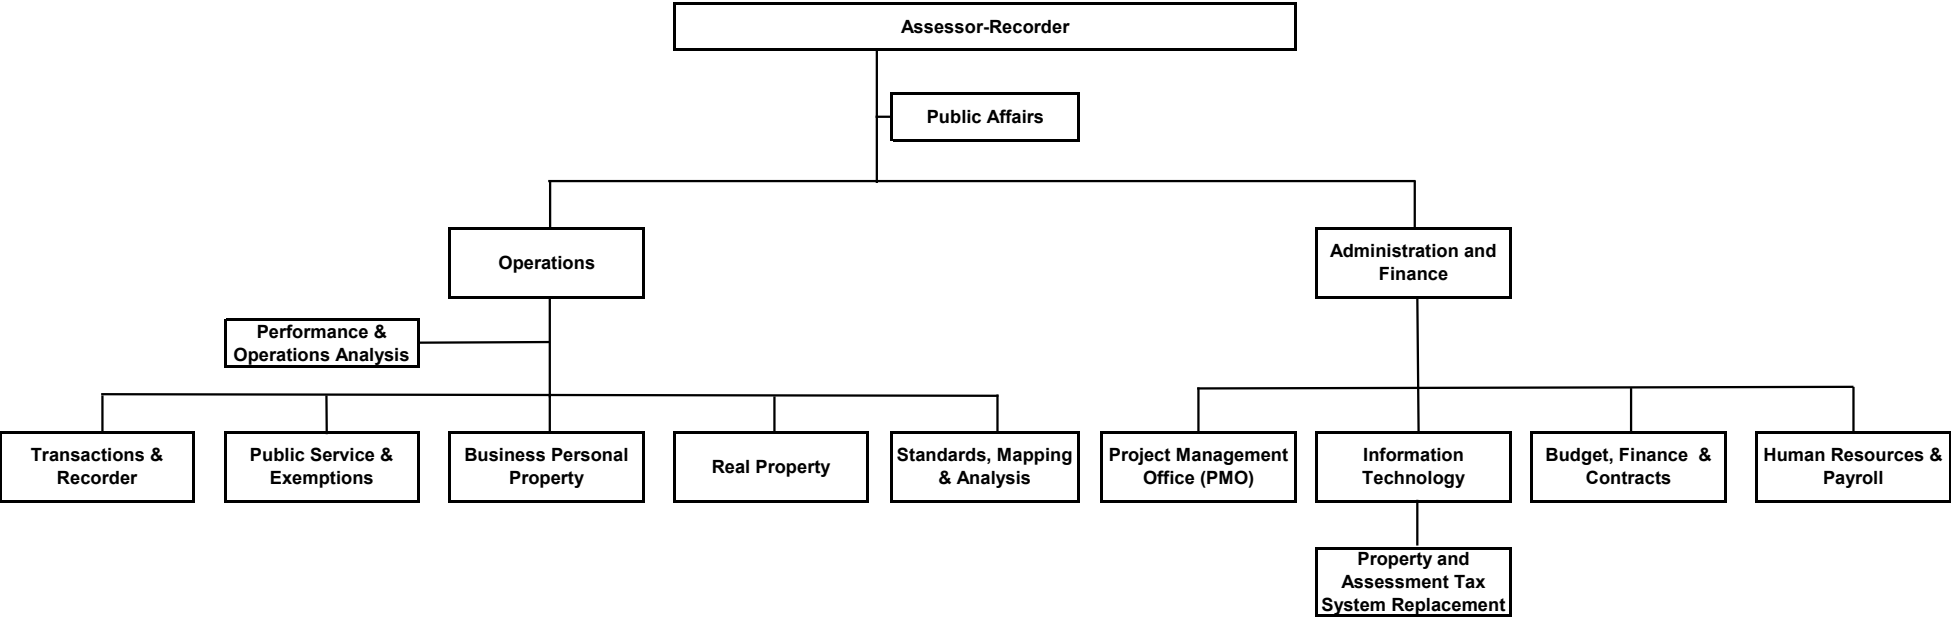 Assessor-Recorder
Public Affairs
Operations
Administration and
Finance
Performance &
Operations Analysis
Transactions &
Recorder
Public Service &
Exemptions
Business Personal
Property
Real Property
Standards, Mapping
& Analysis
Project Management
Office (PMO)
Information
Technology
Budget, Finance &
Contracts
Human Resources &
Payroll
Property and
Assessment Tax
System Replacement